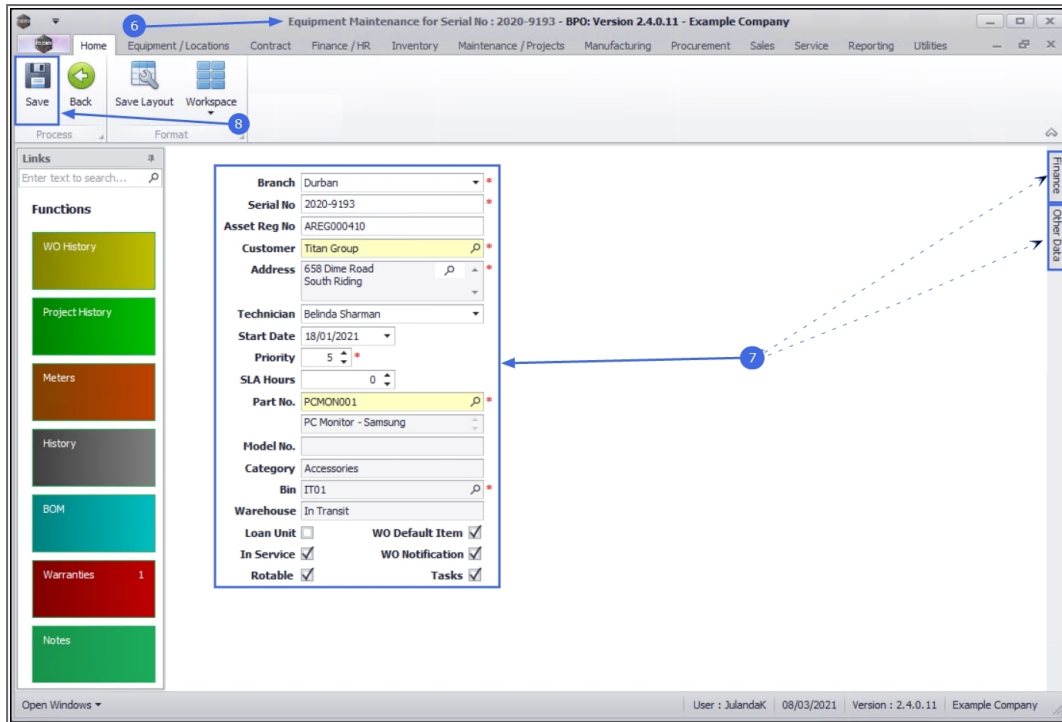 6
Equipment Maintenance for Serial No : 2020-9193 - BPO: Version 2.4.0.11 - Example Company
Home Equipment / Locations Contract Finance / HR Inventory Maintenance / Projects Manufacturing Procurement Sales Service Reporting Utilities
Save Back Save Layout Workspace
8
Process Format
Links
Enter text to search...
Functions
WO History
Project History
Meters
History
BOM
Warranties 1
Notes
Branch Durban *
Serial No 2020-9193 *
Asset Reg No AREG000410
Customer Titan Group *
Address 658 Dime Road *
South Riding
Technician Belinda Sharman
Start Date 18/01/2021
Priority 5 *
SLA Hours 0
Part No. PCMON001 *
PC Monitor - Samsung
Model No.
Category Accessories
Bin IT01 *
Warehouse In Transit
Loan Unit WO Default Item
In Service WO Notification
Rotable Tasks
7
Finance
Other Data
Open Windows User : JulandaK 08/03/2021 Version : 2.4.0.11 Example Company